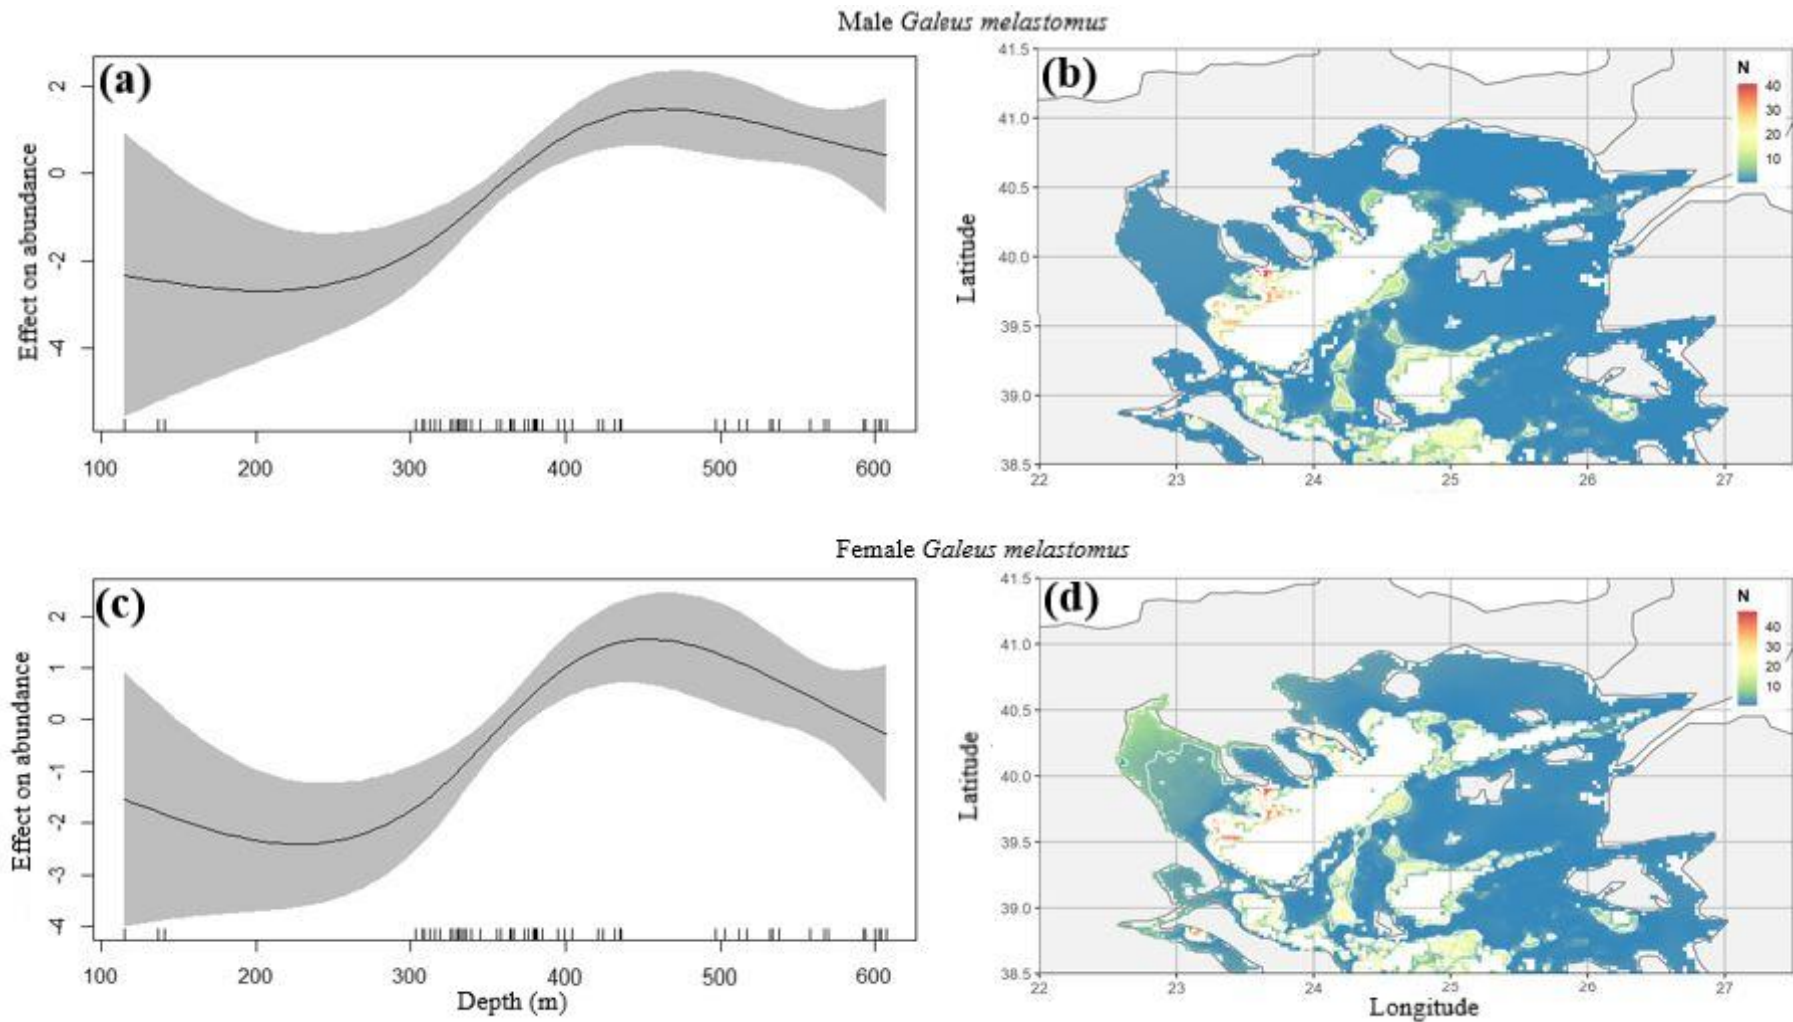 Male Galeus melastomus
(a)
Effect on abundance
2
0
-2
-4
100 200 300 400 500 600
(b)
Latitude
41.5
41.0
40.5
40.0
39.5
39.0
38.5
22 23 24 25 26 27
N
40
30
20
10
Female Galeus melastomus
(c)
Effect on abundance
2
1
0
-1
-2
-3
-4
100 200 300 400 500 600
Depth (m)
(d)
Latitude
41.5
41.0
40.5
40.0
39.5
39.0
38.5
22 23 24 25 26 27
Longitude
N
40
30
20
10